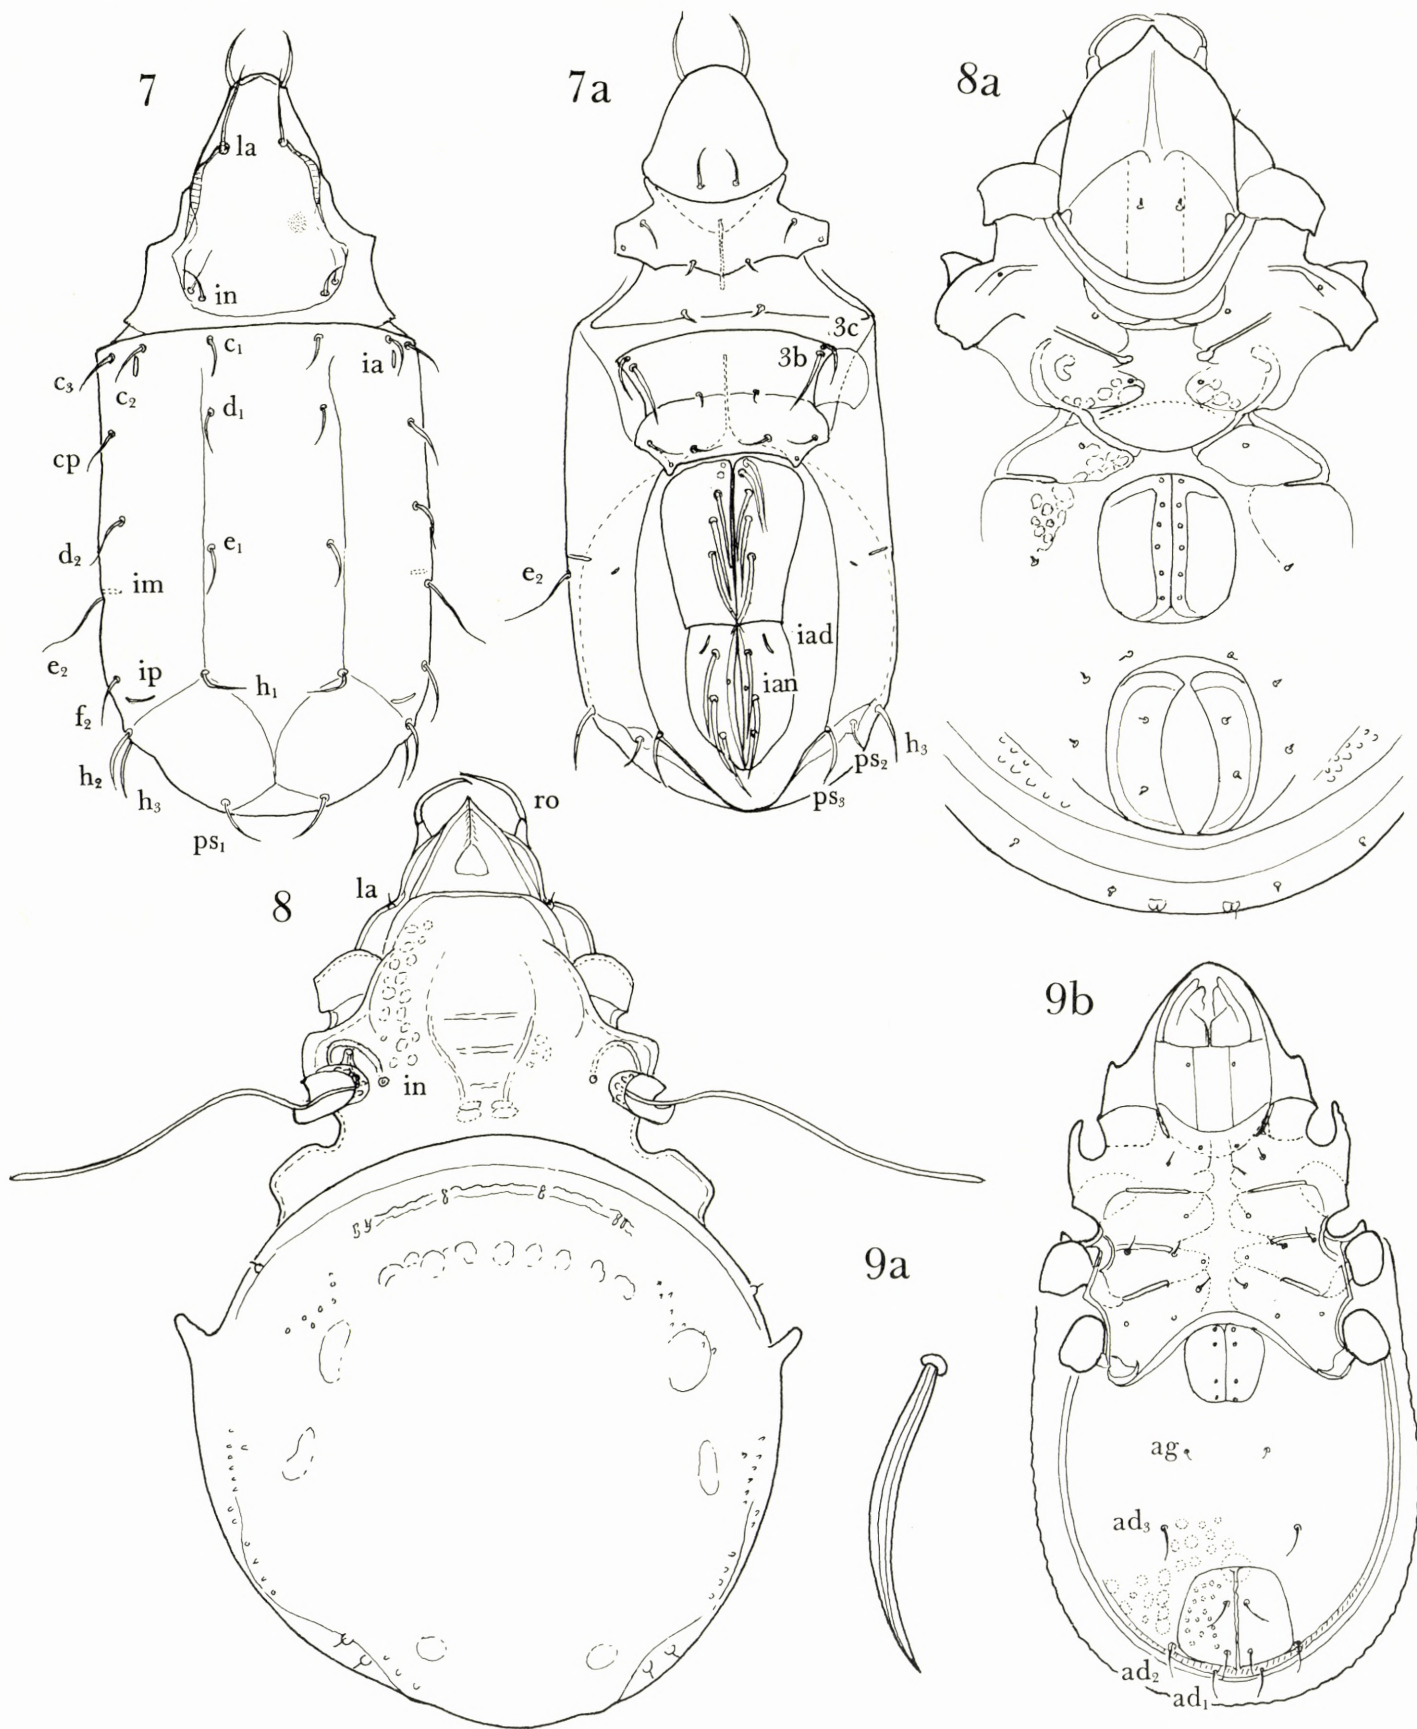 7
la
in
c₁
ia
c₃
c₂
d₁
cp
d₂
e₁
im
e₂
ip
f₂
h₁
h₂
h₃
ps₁
7a
3c
3b
e₂
iad
ian
ps₂
h₃
ps₃
8a
8
ro
la
in
9a
9b
ag
ad₃
ad₂
ad₁